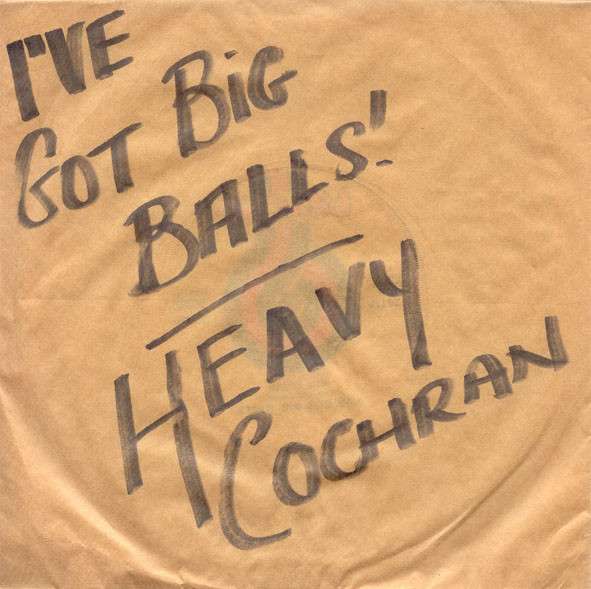 I'VE
GOT BiG
BALLS!
HEAVY
COCHRAN